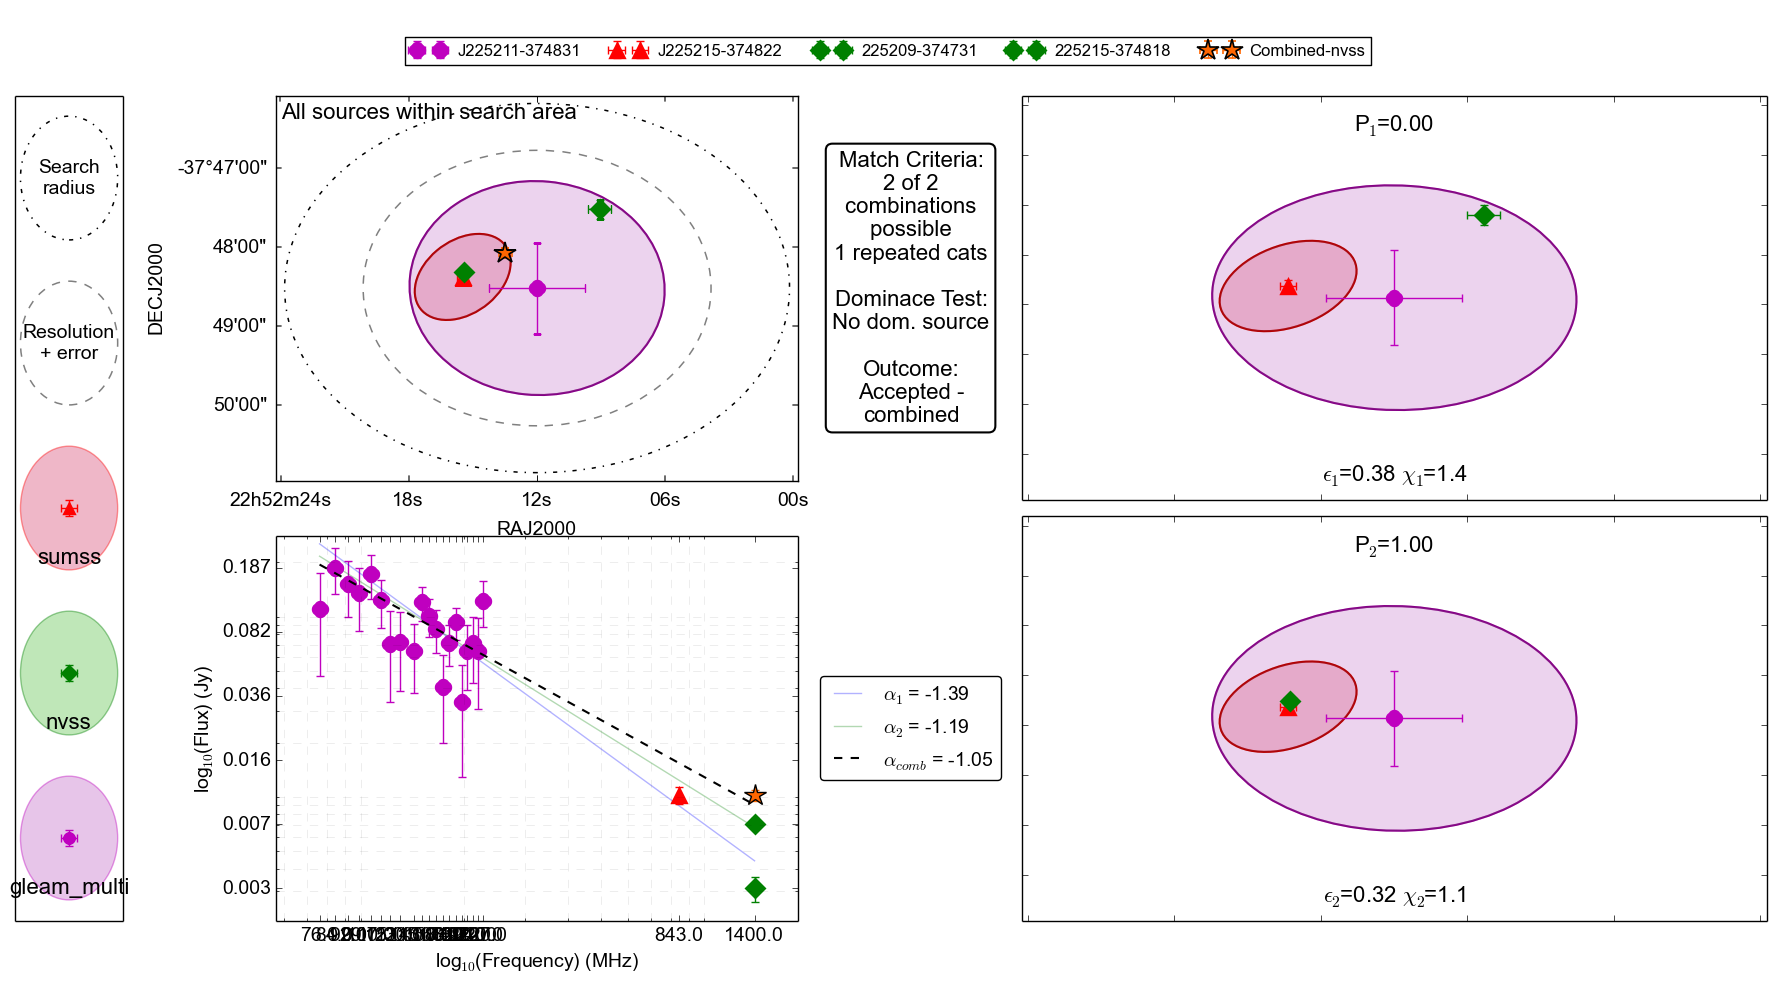 J225211-374831 J225215-374822 225209-374731 225215-374818 Combined-nvss
Search
radius
Resolution
+ error
sumss
nvss
gleam_multi
All sources within search area
DECJ2000
-37°47'00"
48'00"
49'00"
50'00"
22h52m24s 18s 12s 06s 00s
RAJ2000
Match Criteria:
2 of 2
combinations
possible
1 repeated cats
Dominace Test:
No dom. source
Outcome:
Accepted -
combined
P₁=0.00
ϵ₁=0.38 χ₁=1.4
P₂=1.00
ϵ₂=0.32 χ₂=1.1
log₁₀(Flux) (Jy)
0.187
0.082
0.036
0.016
0.007
0.003
843.0 1400.0
log₁₀(Frequency) (MHz)
α₁ = -1.39
α₂ = -1.19
α_comb = -1.05